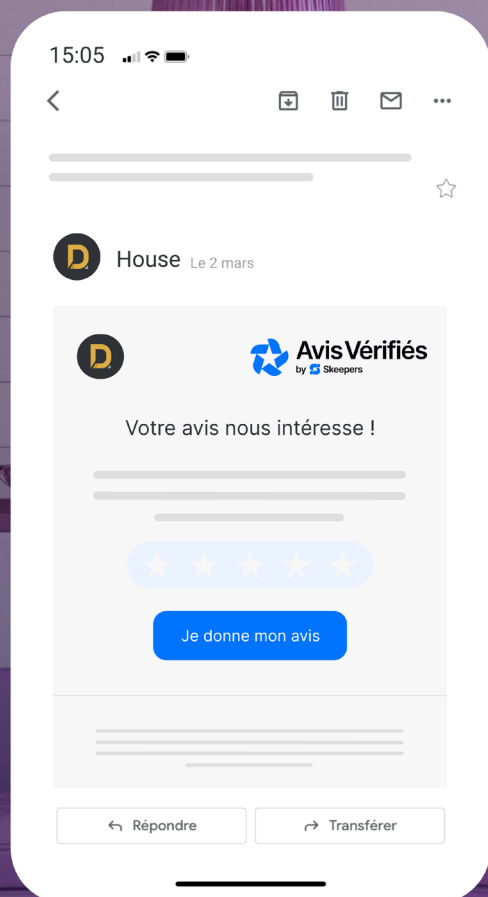 15:05
House Le 2 mars
D
D
Avis Vérifiés
by Skeepers
Votre avis nous intéresse !
Je donne mon avis
Répondre
Transférer